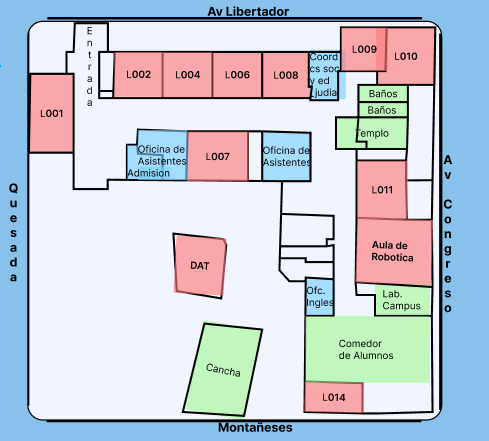 Av Libertador
Entrada
L009
L010
L002
L004
L006
L008
Coord
cs soc
y ed
Ljudia
Baños
Baños
L001
Templo
Oficina de
Asistentes
Admisión
L007
Oficina de
Asistentes
L011
Av Congreso
Quesada
Aula de
Robotica
DAT
Ofc.
Ingles
Lab.
Campus
Comedor
de Alumnos
Cancha
L014
Montañeses